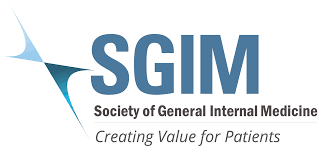 SGIM
Society of General Internal Medicine
Creating Value for Patients